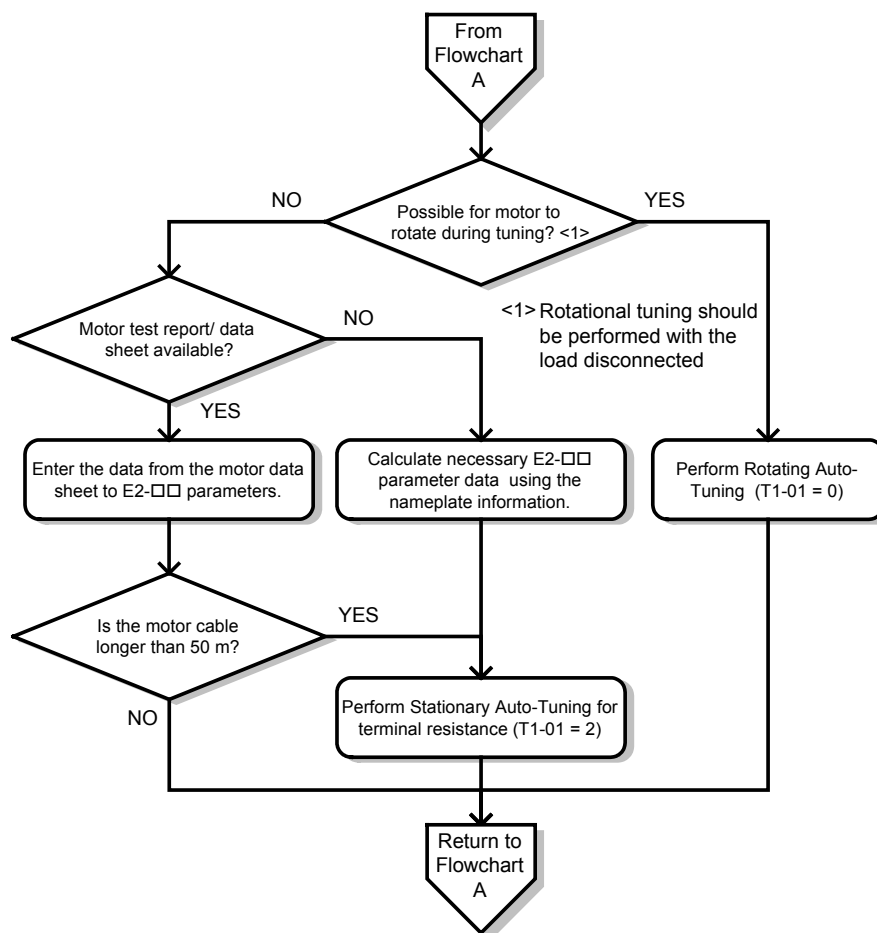 From
Flowchart
A
NO
YES
Possible for motor to
rotate during tuning? <1>
<1> Rotational tuning should
be performed with the
load disconnected
Motor test report/ data
sheet available?
NO
YES
Enter the data from the motor data
sheet to E2-□□ parameters.
Calculate necessary E2-□□
parameter data using the
nameplate information.
Perform Rotating Auto-
Tuning (T1-01 = 0)
Is the motor cable
longer than 50 m?
YES
NO
Perform Stationary Auto-Tuning for
terminal resistance (T1-01 = 2)
Return to
Flowchart
A